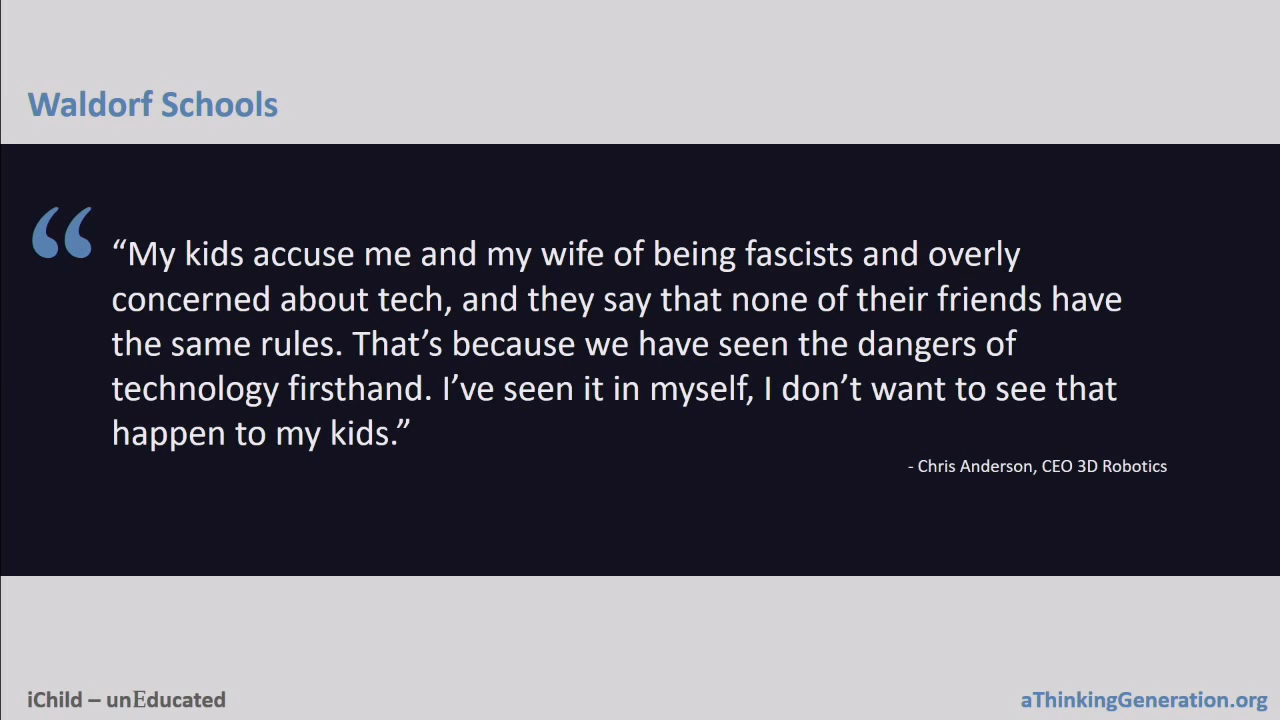 Waldorf Schools
“
“My kids accuse me and my wife of being fascists and overly
concerned about tech, and they say that none of their friends have
the same rules. That’s because we have seen the dangers of
technology firsthand. I’ve seen it in myself, I don’t want to see that
happen to my kids.”
- Chris Anderson, CEO 3D Robotics
iChild – unEducated
aThinkingGeneration.org